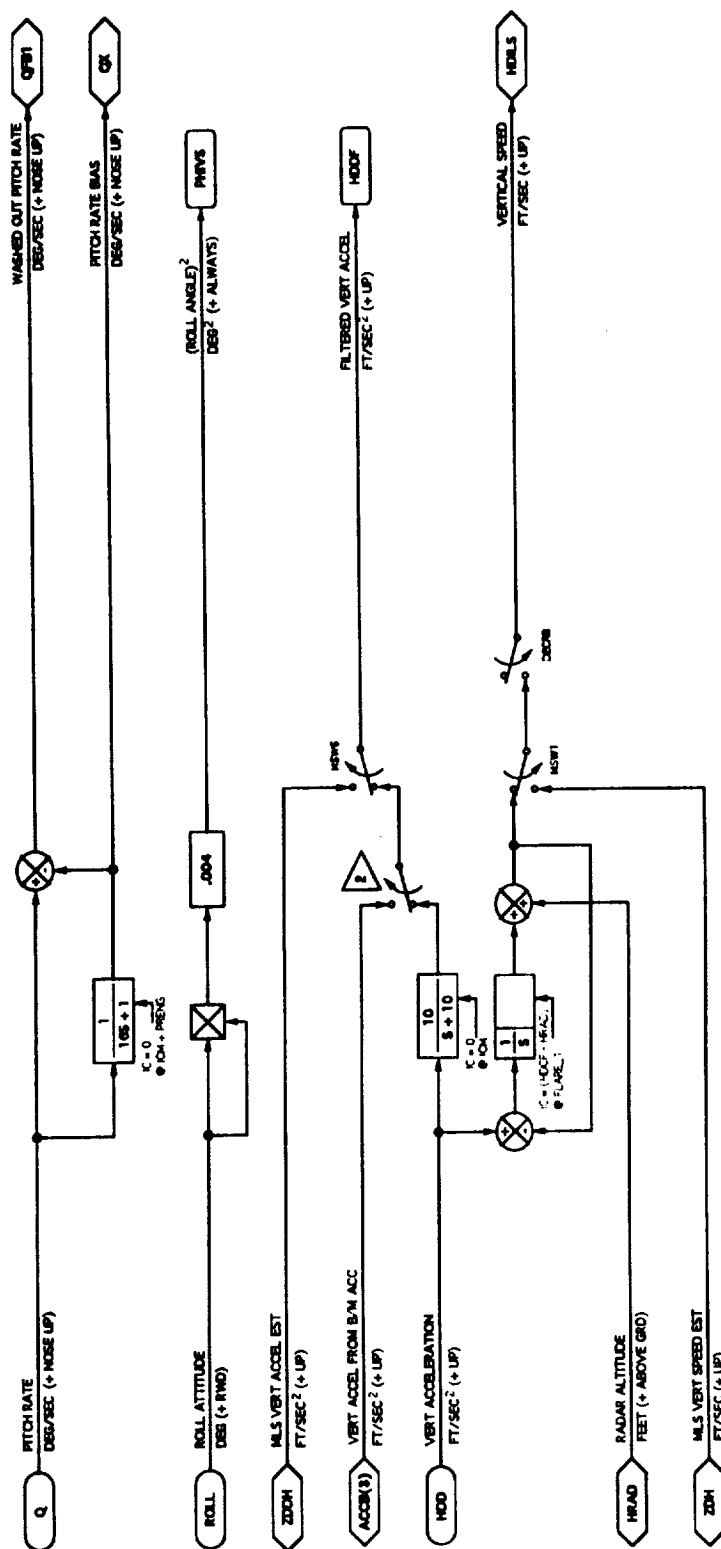 Q
PITCH RATE
DEG/SEC (+ NOSE UP)
1
16S + 1
IC = 0
@ ICM + PRENG
+
-
WASHED OUT PITCH RATE
DEG/SEC (+ NOSE UP)
QFB1
PITCH RATE BIAS
DEG/SEC (+ NOSE UP)
QX
ROLL
ROLL ATTITUDE
DEG (+ RWD)
.004
(ROLL ANGLE)²
DEG² (+ ALWAYS)
PHIVS
ZDDH
MLS VERT ACCEL EST
FT/SEC² (+ UP)
MSW6
FILTERED VERT ACCEL
FT/SEC² (+ UP)
HDDF
ACCB(3)
VERT ACCEL FROM B/M ACC
FT/SEC² (+ UP)
2
HDD
VERT ACCELERATION
FT/SEC² (+ UP)
10
S + 10
IC = 0
@ ICM
+
-
1
S
@ FLARE
+
+
MSW1
DECRB
VERTICAL SPEED
FT/SEC (+ UP)
HDILS
HRAD
RADAR ALTITUDE
FEET (+ ABOVE GRD)
ZDH
MLS VERT SPEED EST
FT/SEC (+ UP)